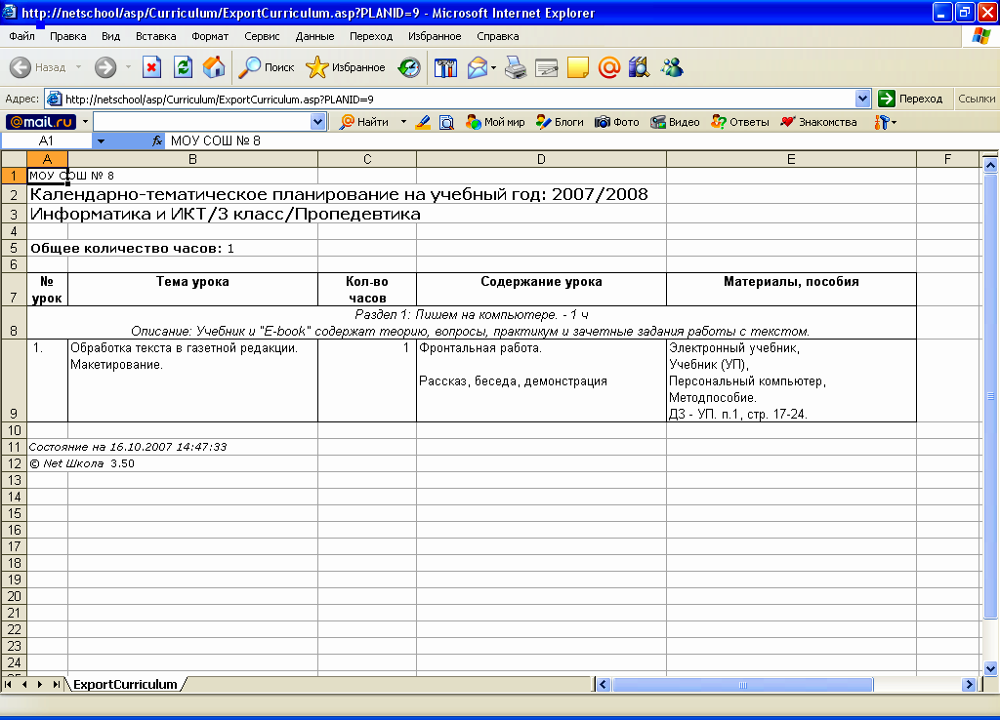 http://netschool/asp/Curriculum/ExportCurriculum.asp?PLANID=9 - Microsoft Internet Explorer
Файл Правка Вид Вставка Формат Сервис Данные Переход Избранное Справка
Назад Поиск Избранное
Адрес: http://netschool/asp/Curriculum/ExportCurriculum.asp?PLANID=9 Переход Ссылки
@mail.ru Найти Мой мир Блоги Фото Видео Ответы Знакомства
A1 fx МОУ СОШ № 8
A B C D E F
1 МОУ СОШ № 8
2 Календарно-тематическое планирование на учебный год: 2007/2008
3 Информатика и ИКТ/3 класс/Пропедевтика
4
5 Общее количество часов: 1
6
№ Тема урока Кол-во Содержание урока Материалы, пособия
7 урок часов
Раздел 1: Пишем на компьютере. - 1 ч
8 Описание: Учебник и "E-book" содержат теорию, вопросы, практикум и зачетные задания работы с текстом.
1. Обработка текста в газетной редакции. 1 Фронтальная работа. Электронный учебник,
Макетирование. Учебник (УП),
Рассказ, беседа, демонстрация Персональный компьютер,
Методпособие.
9 ДЗ - УП. п.1, стр. 17-24.
10
11 Состояние на 16.10.2007 14:47:33
12 © Net Школа 3.50
13
14
15
16
17
18
19
20
21
22
23
24
ExportCurriculum